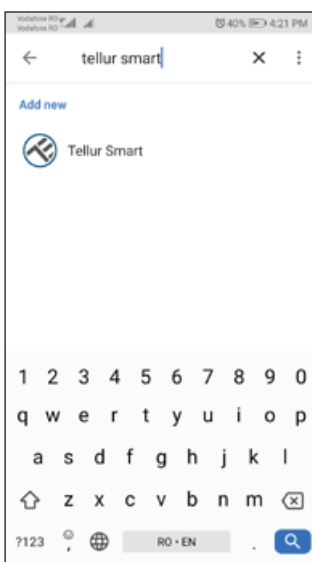 Vodafone RO
Vodafone RO
40% 4:21 PM
tellur smart
Add new
Tellur Smart
1 2 3 4 5 6 7 8 9 0
q w e r t y u i o p
a s d f g h j k l
z x c v b n m
?123 , RO • EN .